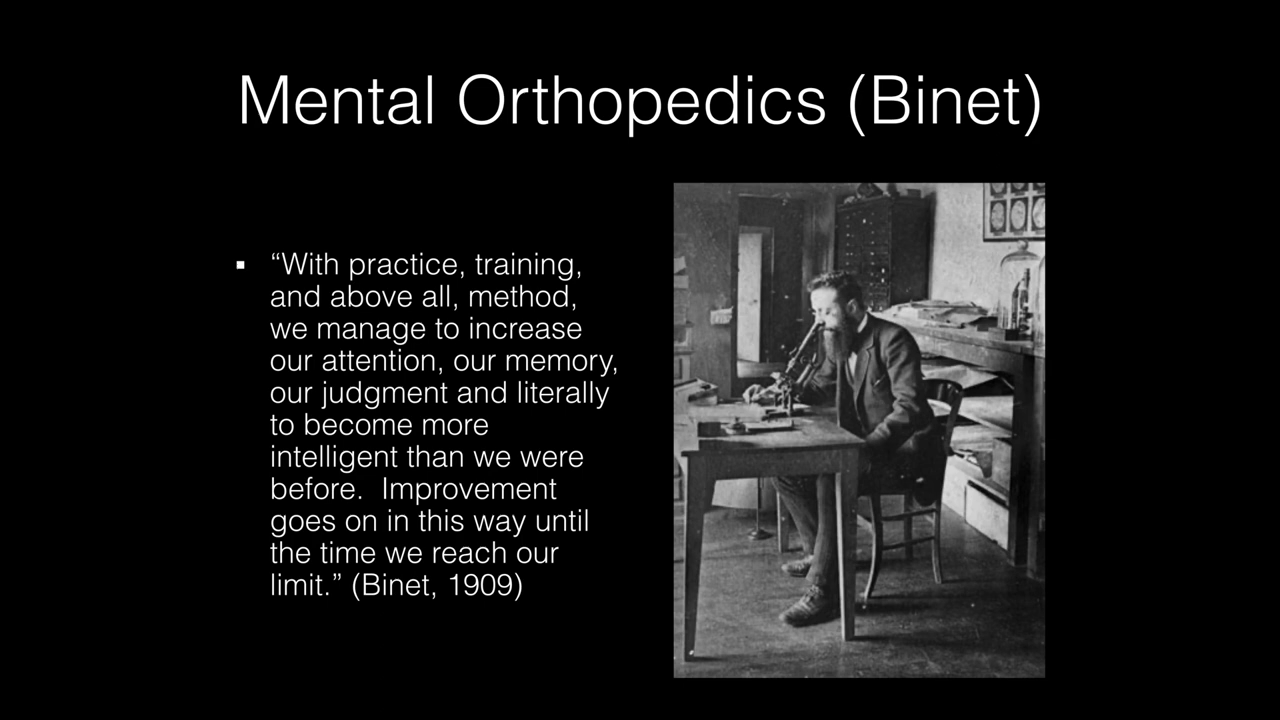 Mental Orthopedics (Binet)
▪ “With practice, training,
and above all, method,
we manage to increase
our attention, our memory,
our judgment and literally
to become more
intelligent than we were
before.  Improvement
goes on in this way until
the time we reach our
limit.” (Binet, 1909)